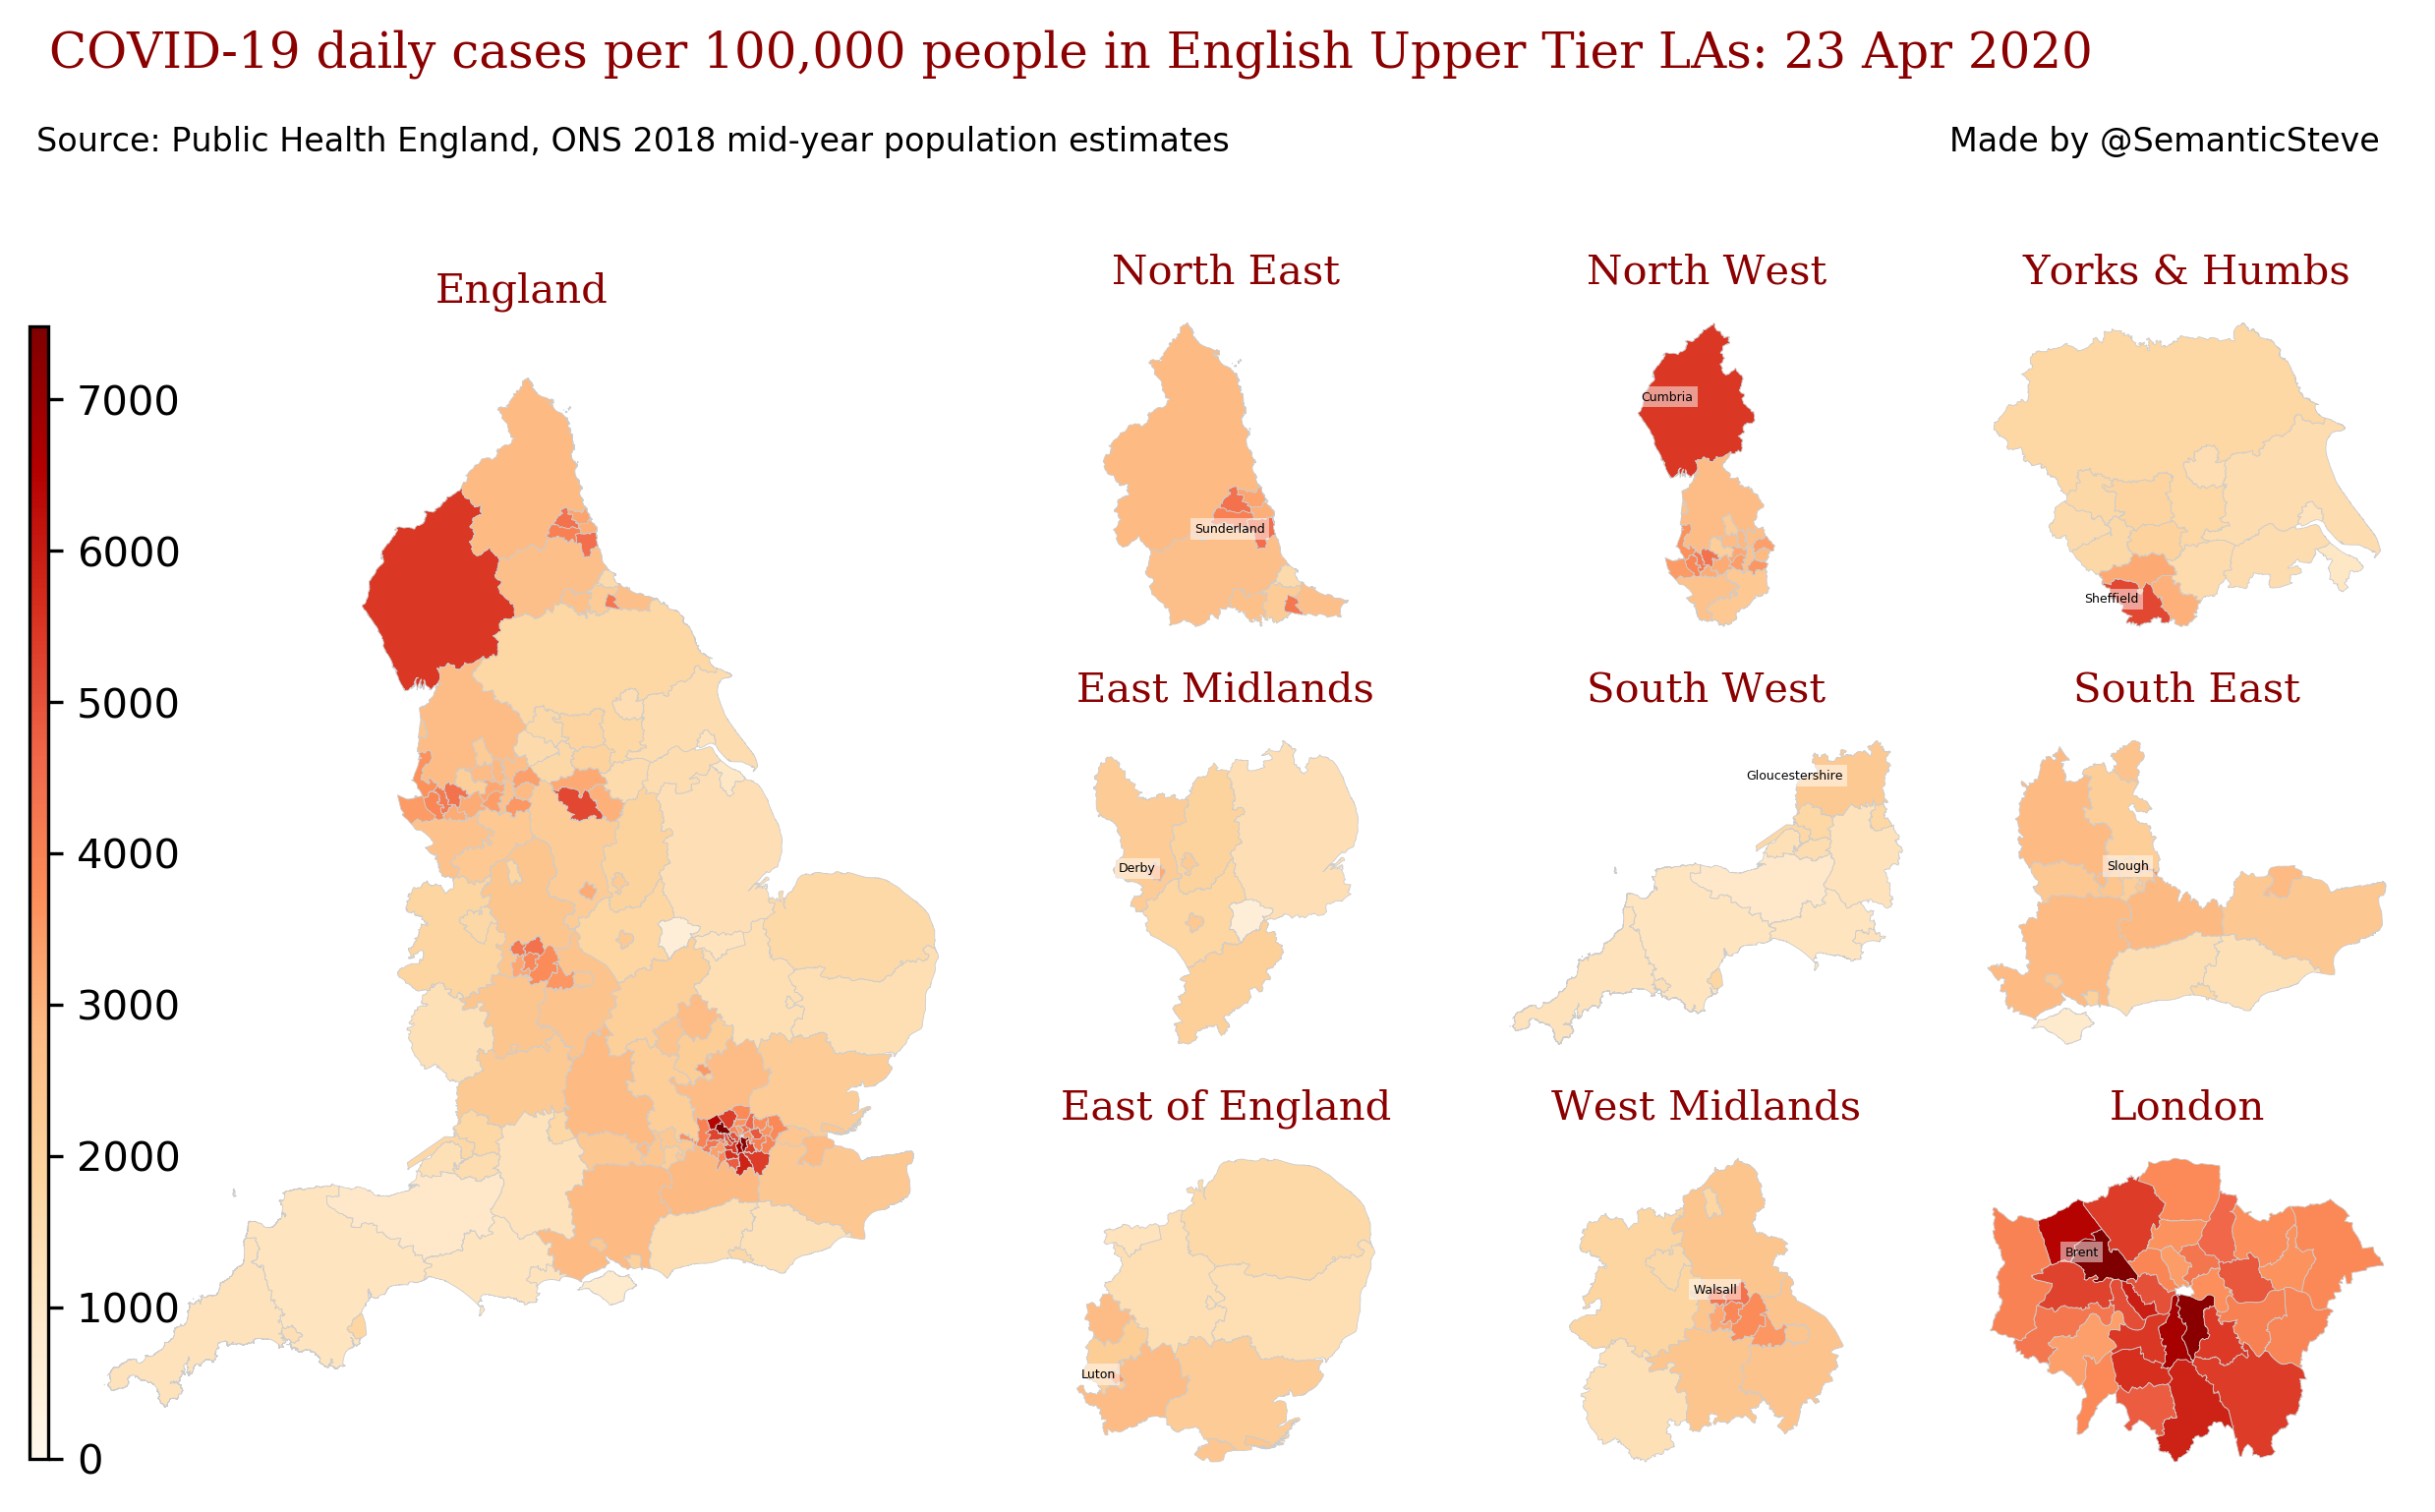 COVID-19 daily cases per 100,000 people in English Upper Tier LAs: 23 Apr 2020
Source: Public Health England, ONS 2018 mid-year population estimates
Made by @SemanticSteve
England
7000
6000
5000
4000
3000
2000
1000
0
North East
Sunderland
North West
Cumbria
Yorks & Humbs
Sheffield
East Midlands
Derby
South West
Gloucestershire
South East
Slough
East of England
Luton
West Midlands
Walsall
London
Brent